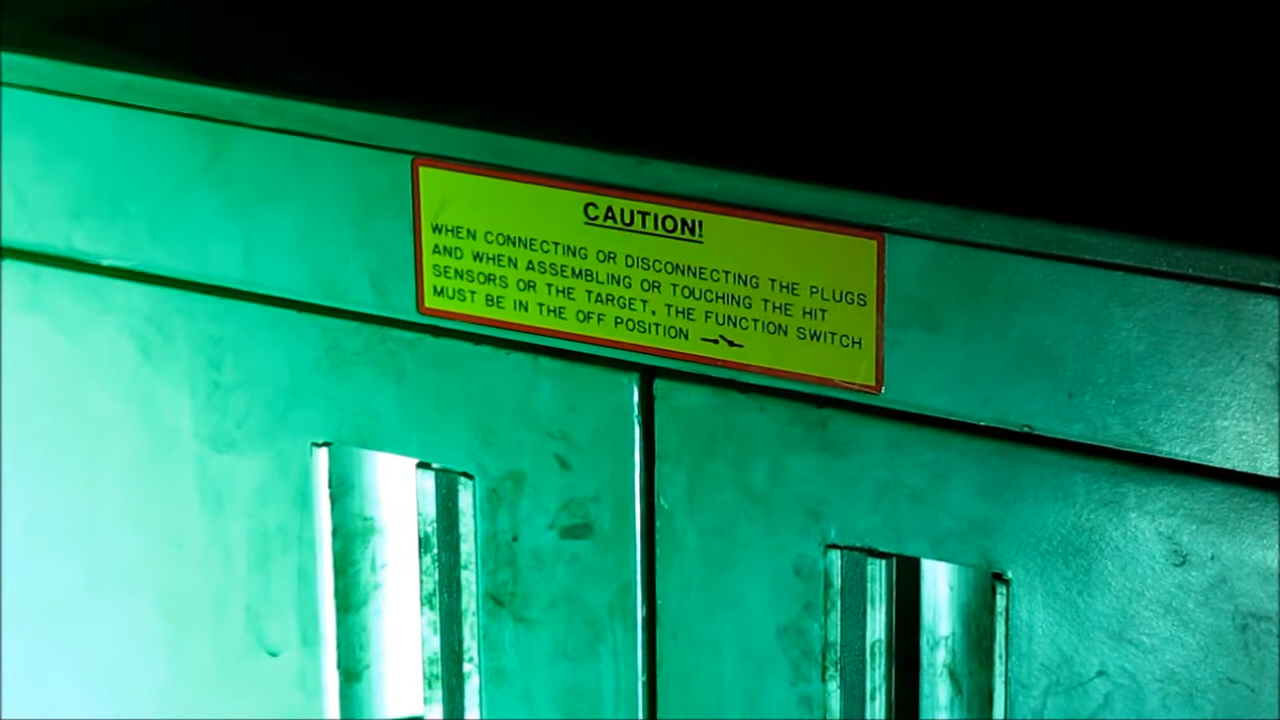 CAUTION!
WHEN CONNECTING OR DISCONNECTING THE PLUGS
AND WHEN ASSEMBLING OR TOUCHING THE HIT
SENSORS OR THE TARGET, THE FUNCTION SWITCH
MUST BE IN THE OFF POSITION